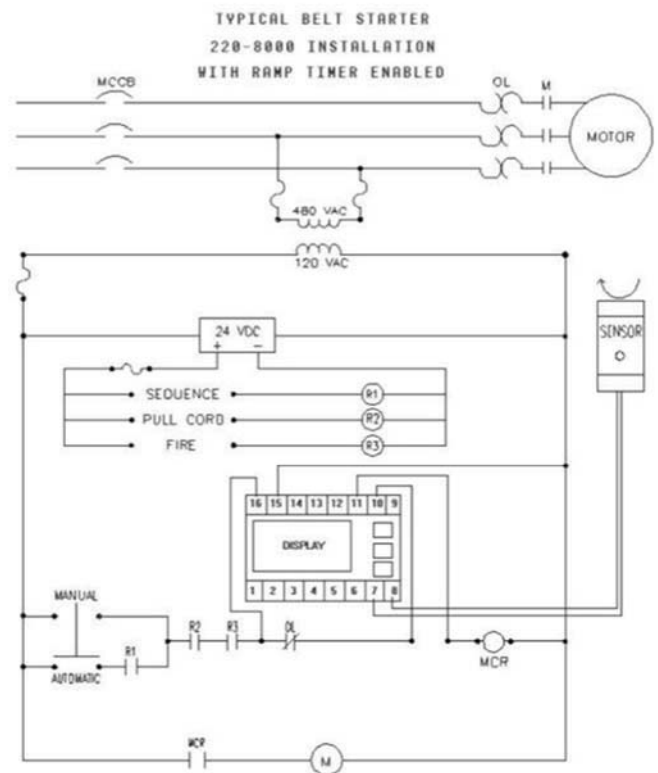 TYPICAL BELT STARTER
220-8000 INSTALLATION
WITH RAMP TIMER ENABLED
MCCB
OL
M
MOTOR
480 VAC
120 VAC
24 VDC
+ -
SENSOR
SEQUENCE
R1
PULL CORD
R2
FIRE
R3
16 15 14 13 12 11 10 9
DISPLAY
1 2 3 4 5 6 7 8
MANUAL
R2 R3 OL
R1
AUTOMATIC
MCR
MCR
M